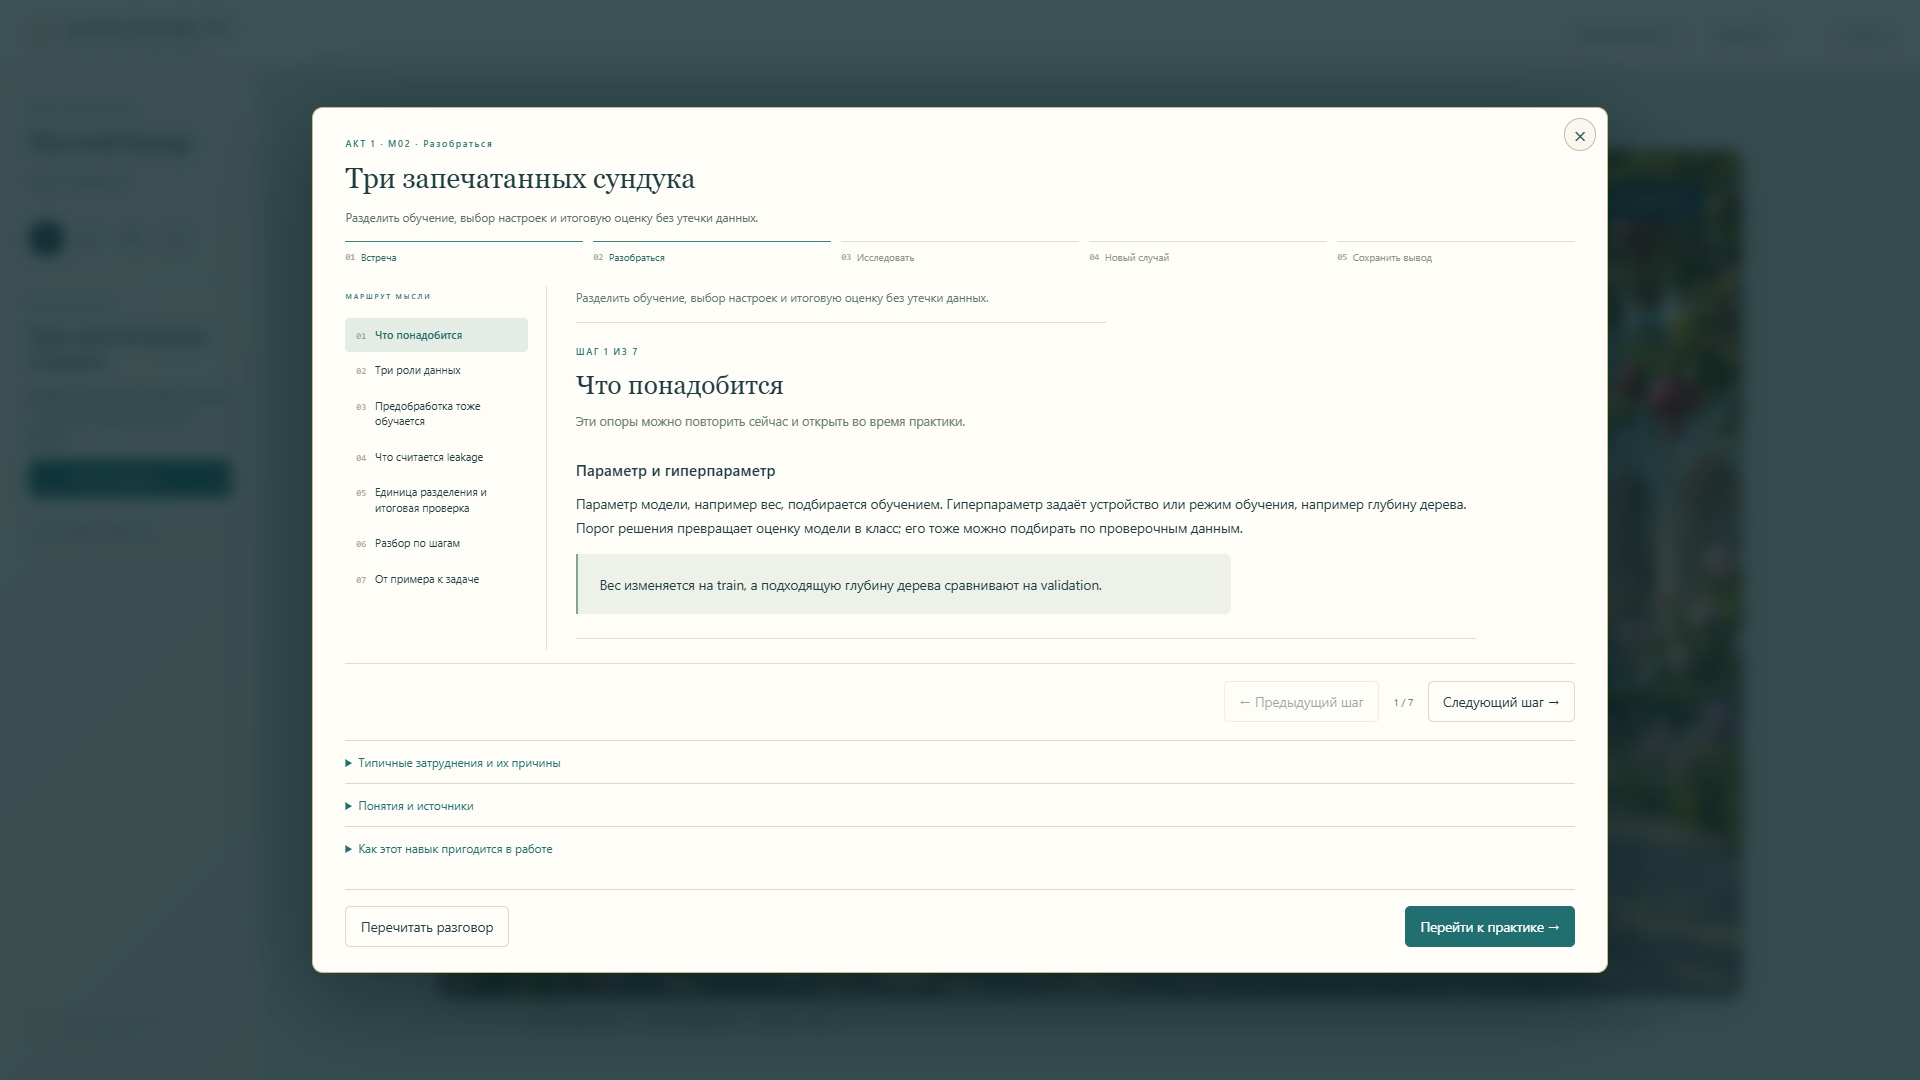 АКТ 1 · М02 · Разобраться
Три запечатанных сундука
Разделить обучение, выбор настроек и итоговую оценку без утечки данных.
01 Встреча
02 Разобраться
03 Исследовать
04 Новый случай
05 Сохранить вывод
МАРШРУТ МЫСЛИ
01 Что понадобится
02 Три роли данных
03 Предобработка тоже
обучается
04 Что считается leakage
05 Единица разделения и
итоговая проверка
06 Разбор по шагам
07 От примера к задаче
Разделить обучение, выбор настроек и итоговую оценку без утечки данных.
ШАГ 1 ИЗ 7
Что понадобится
Эти опоры можно повторить сейчас и открыть во время практики.
Параметр и гиперпараметр
Параметр модели, например вес, подбирается обучением. Гиперпараметр задаёт устройство или режим обучения, например глубину дерева.
Порог решения превращает оценку модели в класс; его тоже можно подбирать по проверочным данным.
Вес изменяется на train, а подходящую глубину дерева сравнивают на validation.
← Предыдущий шаг
1 / 7
Следующий шаг →
Типичные затруднения и их причины
Понятия и источники
Как этот навык пригодится в работе
Перечитать разговор
Перейти к практике →